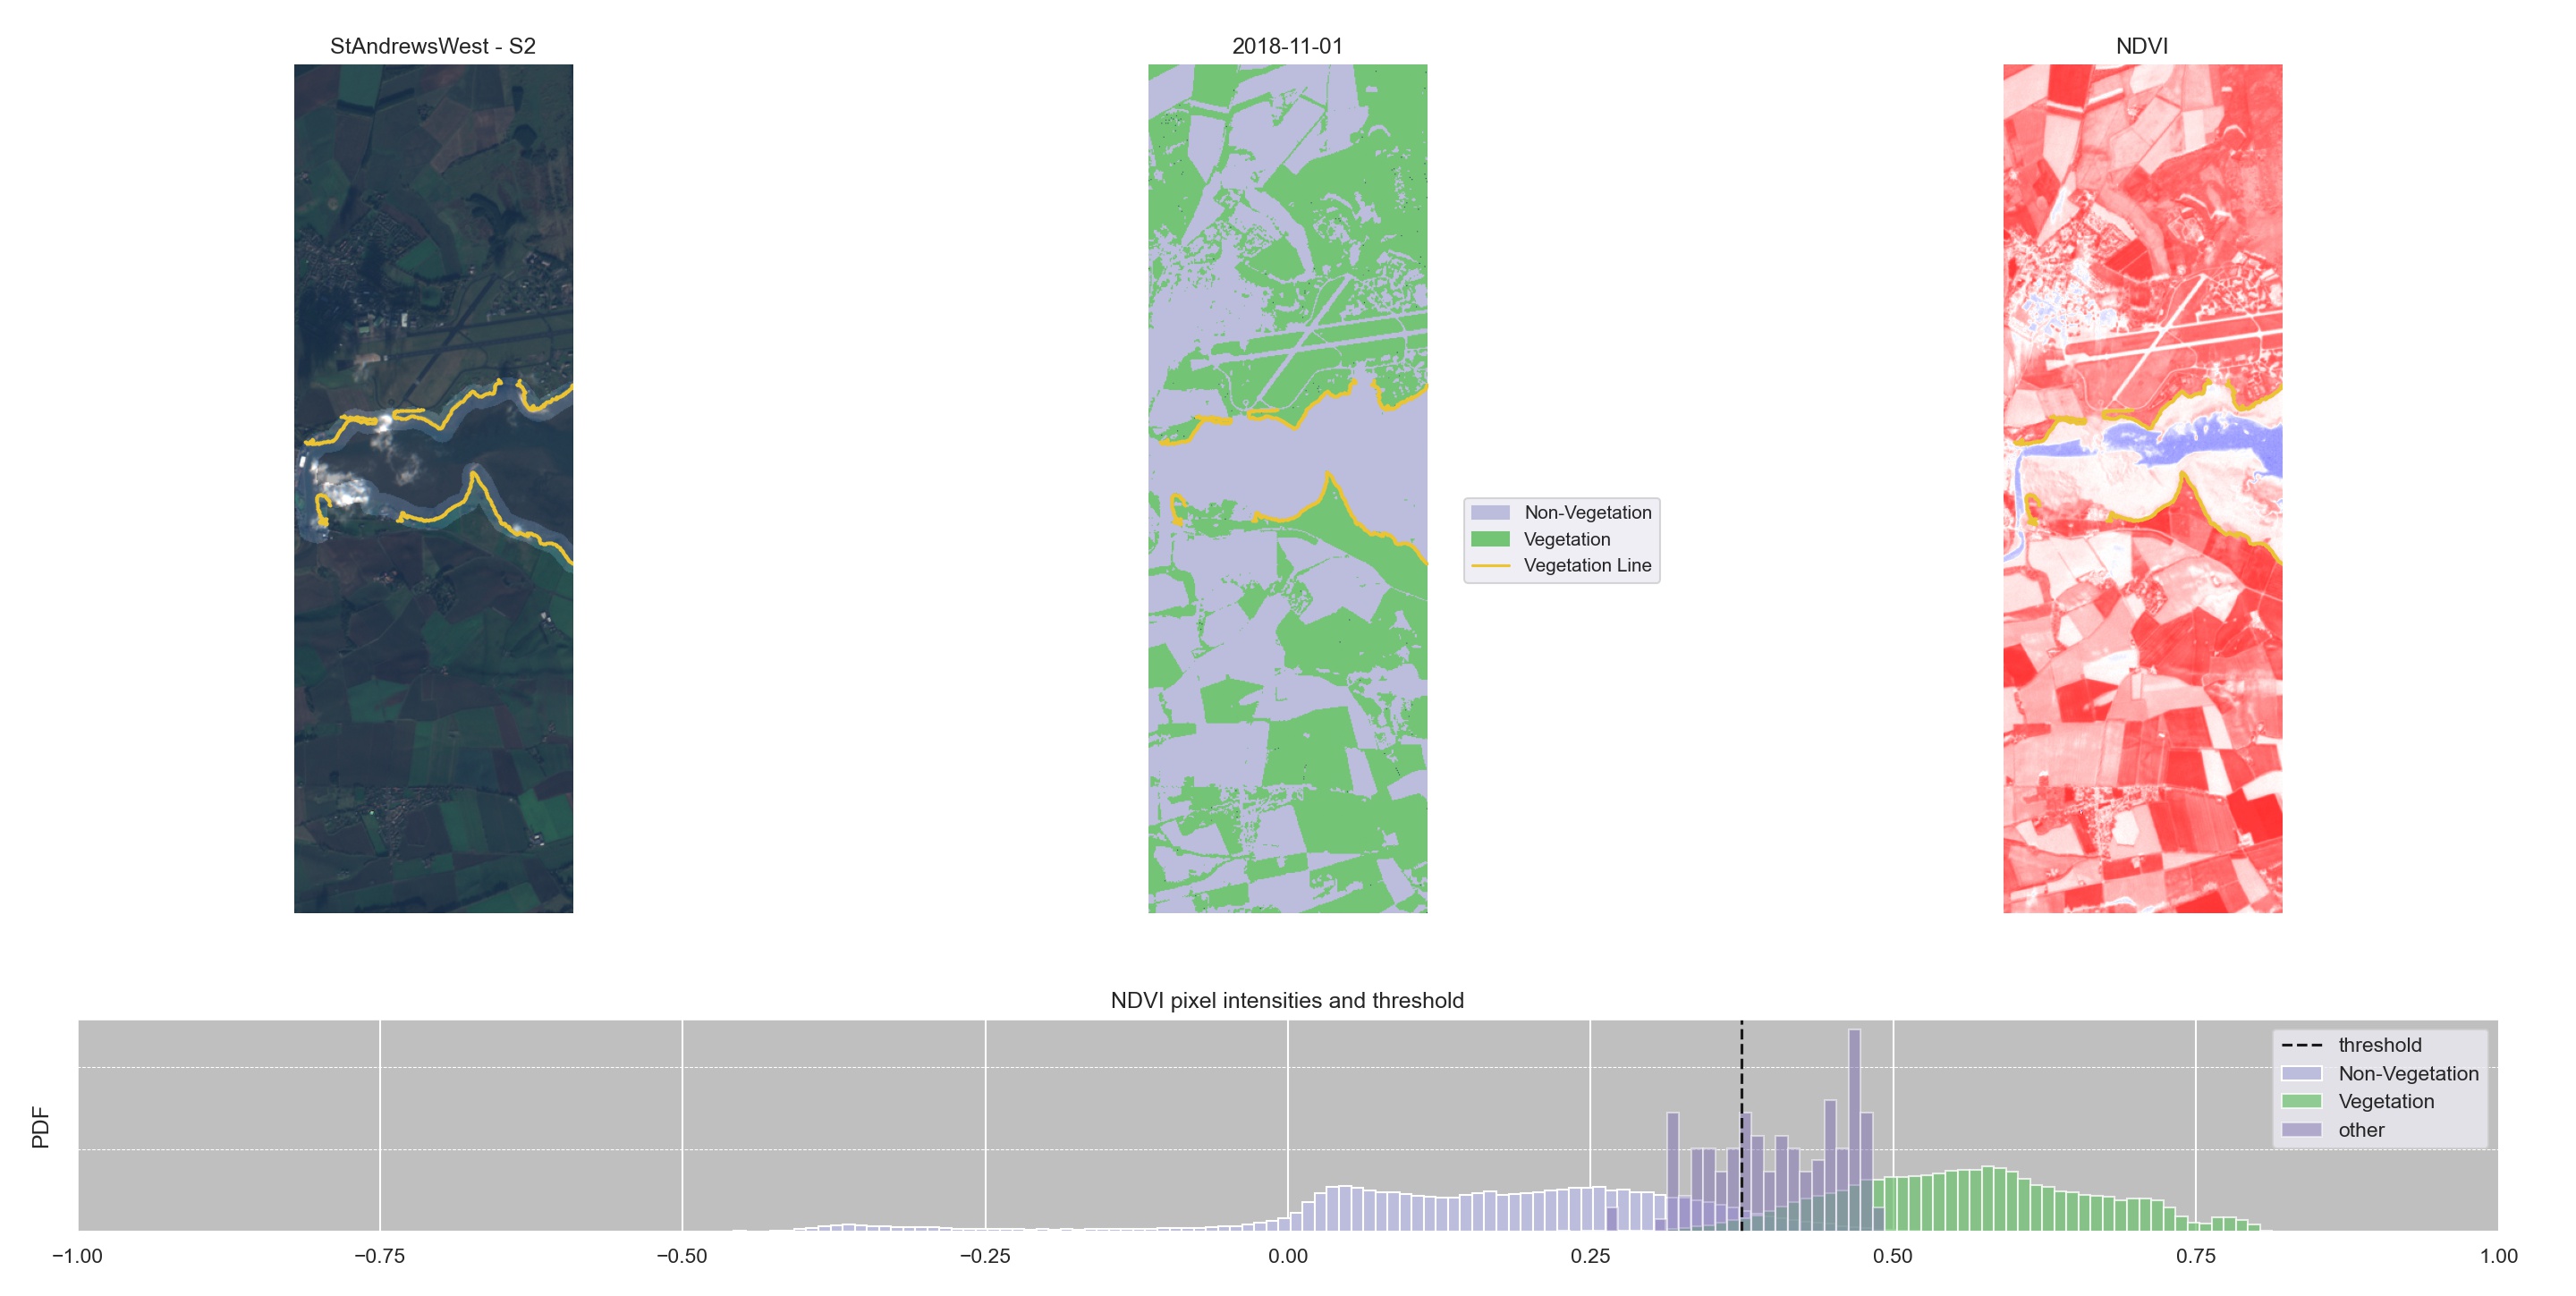 StAndrewsWest - S2
2018-11-01
NDVI
Non-Vegetation
Vegetation
Vegetation Line
NDVI pixel intensities and threshold
PDF
threshold
Non-Vegetation
Vegetation
other
−1.00 −0.75 −0.50 −0.25 0.00 0.25 0.50 0.75 1.00